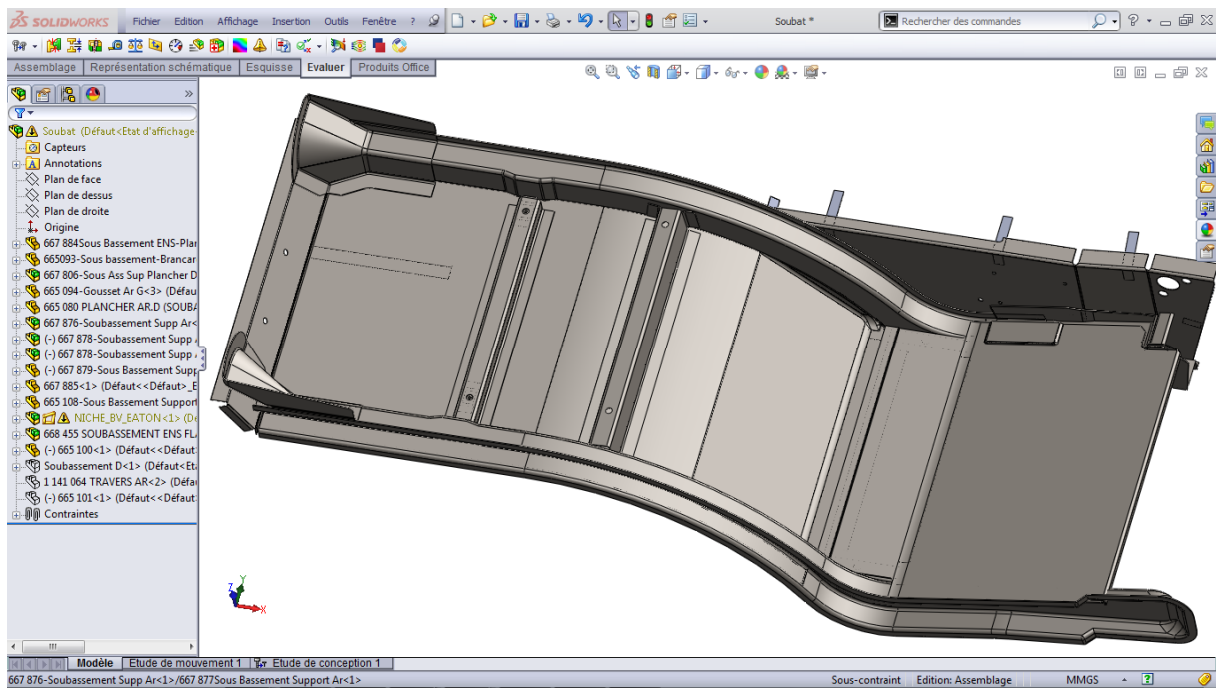 SOLIDWORKS Fichier Edition Affichage Insertion Outils Fenêtre ? Soubat * Rechercher des commandes
Assemblage Représentation schématique Esquisse Evaluer Produits Office
Soubat (Défaut<Etat d'affichage-
Capteurs
Annotations
Plan de face
Plan de dessus
Plan de droite
Origine
667 884Sous Bassement ENS-Plan
665093-Sous bassement-Brancar
667 806-Sous Ass Sup Plancher D
665 094-Gousset Ar G<3> (Défau
665 080 PLANCHER AR.D (SOUBA
667 876-Soubassement Supp Ar<
(-) 667 878-Soubassement Supp
(-) 667 878-Soubassement Supp
(-) 667 879-Sous Bassement Supp
667 885<1> (Défaut<<Défaut>_E
665 108-Sous Bassement Support
NICHE_BV_EATON<1> (Dé
668 455 SOUBASSEMENT ENS FL
(-) 665 100<1> (Défaut<<Défaut
Soubassement D<1> (Défaut<Et
1 141 064 TRAVERS AR<2> (Défa
(-) 665 101<1> (Défaut<<Défaut
Contraintes
Z Y X
Modèle Etude de mouvement 1 Etude de conception 1
667 876-Soubassement Supp Ar<1>/667 877Sous Bassement Support Ar<1> Sous-contraint Edition: Assemblage MMGS